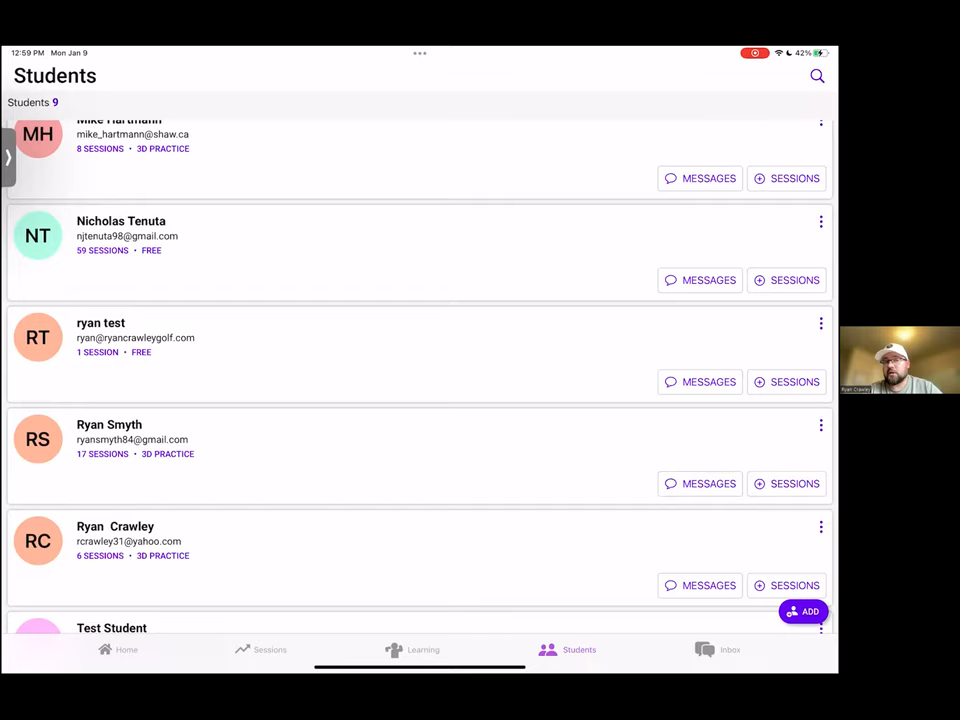 12:59 PM Mon Jan 9
42%
Students
Students 9
MH
Mike Hartmann
mike_hartmann@shaw.ca
8 SESSIONS • 3D PRACTICE
MESSAGES
SESSIONS
NT
Nicholas Tenuta
njtenuta98@gmail.com
59 SESSIONS • FREE
MESSAGES
SESSIONS
RT
ryan test
ryan@ryancrawleygolf.com
1 SESSION • FREE
MESSAGES
SESSIONS
RS
Ryan Smyth
ryansmyth84@gmail.com
17 SESSIONS • 3D PRACTICE
MESSAGES
SESSIONS
RC
Ryan Crawley
rcrawley31@yahoo.com
6 SESSIONS • 3D PRACTICE
MESSAGES
SESSIONS
ADD
Test Student
Home
Sessions
Learning
Students
Inbox
Ryan Crawley